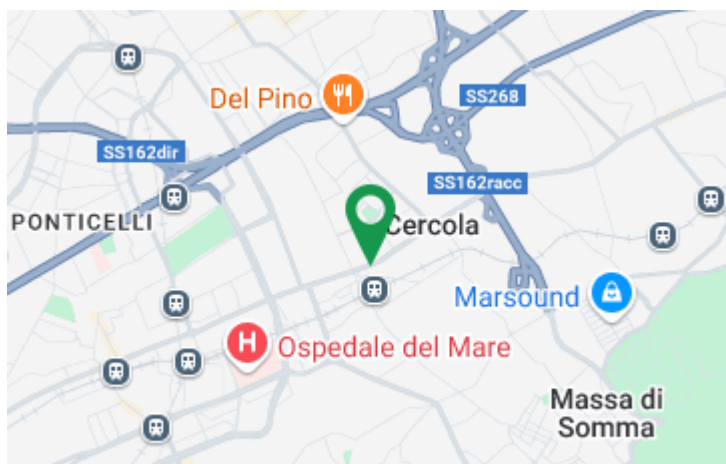 Del Pino
SS268
SS162dir
SS162racc
PONTICELLI
Cercola
Marsound
H
Ospedale del Mare
Massa di
Somma